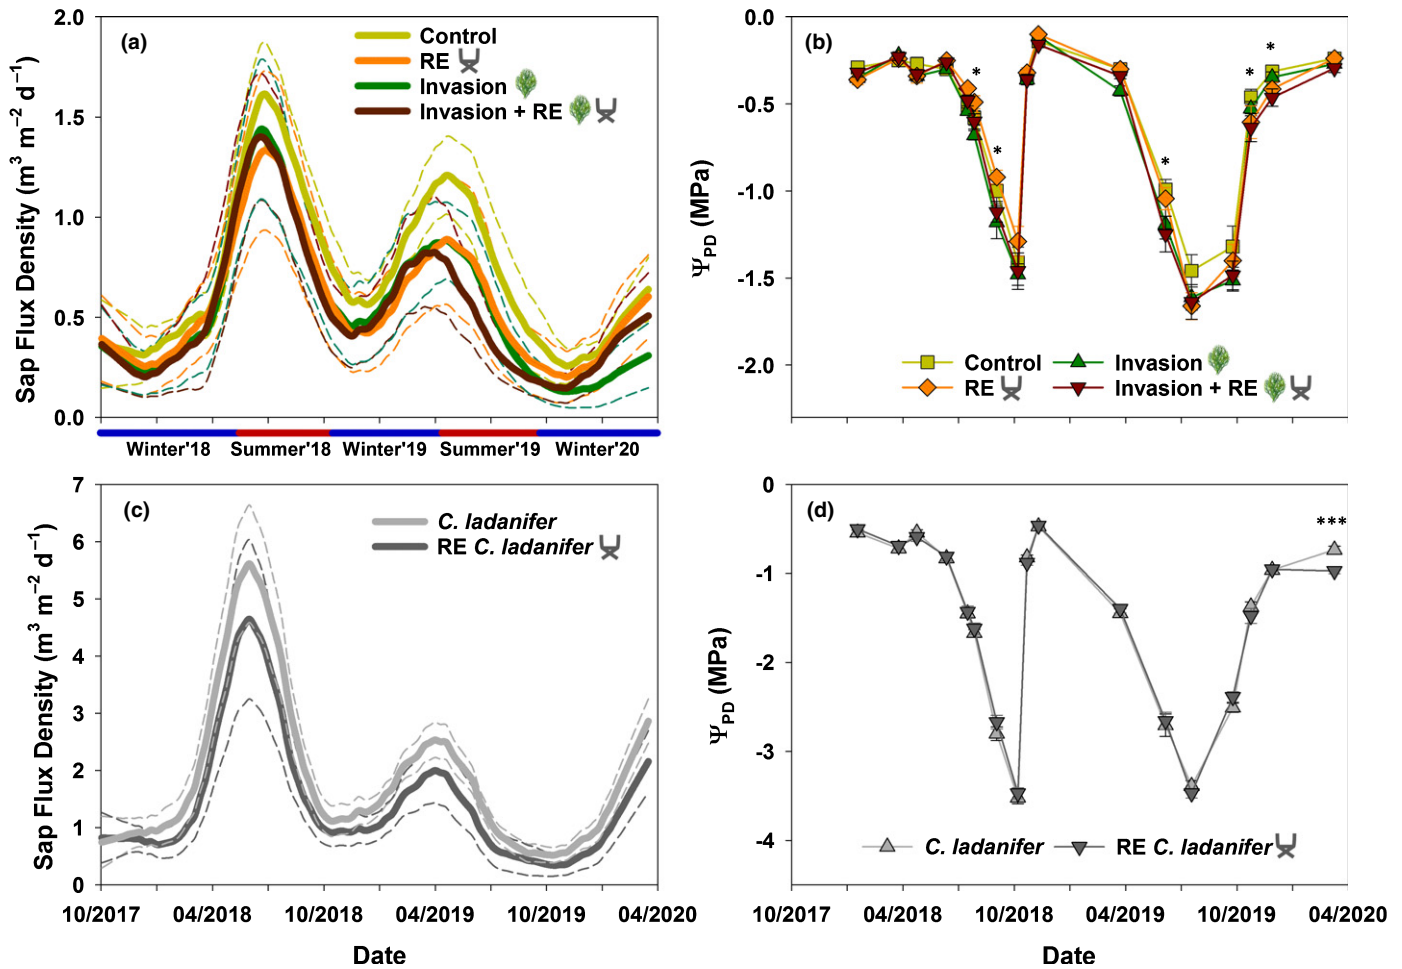 (a)
Control
RE
Invasion
Invasion + RE
Sap Flux Density (m³ m⁻² d⁻¹)
2.0
1.5
1.0
0.5
0.0
Winter'18 Summer'18 Winter'19 Summer'19 Winter'20
(b)
Ψ_PD (MPa)
0.0
-0.5
-1.0
-1.5
-2.0
* * * * *
Control
RE
Invasion
Invasion + RE
(c)
C. ladanifer
RE C. ladanifer
Sap Flux Density (m³ m⁻² d⁻¹)
7
6
5
4
3
2
1
0
10/2017 04/2018 10/2018 04/2019 10/2019 04/2020
Date
(d)
***
Ψ_PD (MPa)
0
-1
-2
-3
-4
C. ladanifer
RE C. ladanifer
10/2017 04/2018 10/2018 04/2019 10/2019 04/2020
Date